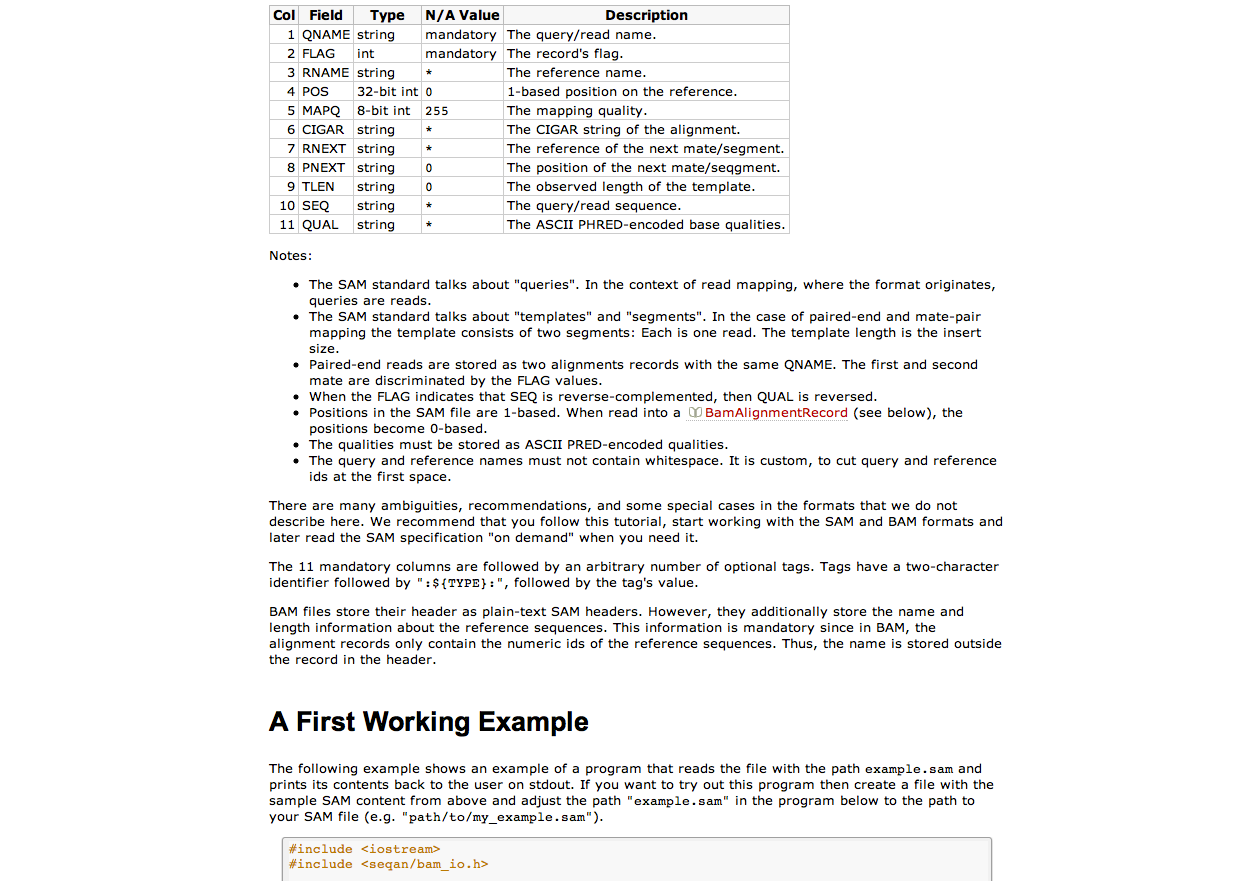 Col Field Type N/A Value Description
1 QNAME string mandatory The query/read name.
2 FLAG int mandatory The record's flag.
3 RNAME string * The reference name.
4 POS 32-bit int 0 1-based position on the reference.
5 MAPQ 8-bit int 255 The mapping quality.
6 CIGAR string * The CIGAR string of the alignment.
7 RNEXT string * The reference of the next mate/segment.
8 PNEXT string 0 The position of the next mate/seqgment.
9 TLEN string 0 The observed length of the template.
10 SEQ string * The query/read sequence.
11 QUAL string * The ASCII PHRED-encoded base qualities.
Notes:
• The SAM standard talks about "queries". In the context of read mapping, where the format originates,
queries are reads.
• The SAM standard talks about "templates" and "segments". In the case of paired-end and mate-pair
mapping the template consists of two segments: Each is one read. The template length is the insert
size.
• Paired-end reads are stored as two alignments records with the same QNAME. The first and second
mate are discriminated by the FLAG values.
• When the FLAG indicates that SEQ is reverse-complemented, then QUAL is reversed.
• Positions in the SAM file are 1-based. When read into a BamAlignmentRecord (see below), the
positions become 0-based.
• The qualities must be stored as ASCII PRED-encoded qualities.
• The query and reference names must not contain whitespace. It is custom, to cut query and reference
ids at the first space.
There are many ambiguities, recommendations, and some special cases in the formats that we do not
describe here. We recommend that you follow this tutorial, start working with the SAM and BAM formats and
later read the SAM specification "on demand" when you need it.
The 11 mandatory columns are followed by an arbitrary number of optional tags. Tags have a two-character
identifier followed by ":${TYPE}:", followed by the tag's value.
BAM files store their header as plain-text SAM headers. However, they additionally store the name and
length information about the reference sequences. This information is mandatory since in BAM, the
alignment records only contain the numeric ids of the reference sequences. Thus, the name is stored outside
the record in the header.
A First Working Example
The following example shows an example of a program that reads the file with the path example.sam and
prints its contents back to the user on stdout. If you want to try out this program then create a file with the
sample SAM content from above and adjust the path "example.sam" in the program below to the path to
your SAM file (e.g. "path/to/my_example.sam").
#include <iostream>
#include <seqan/bam_io.h>